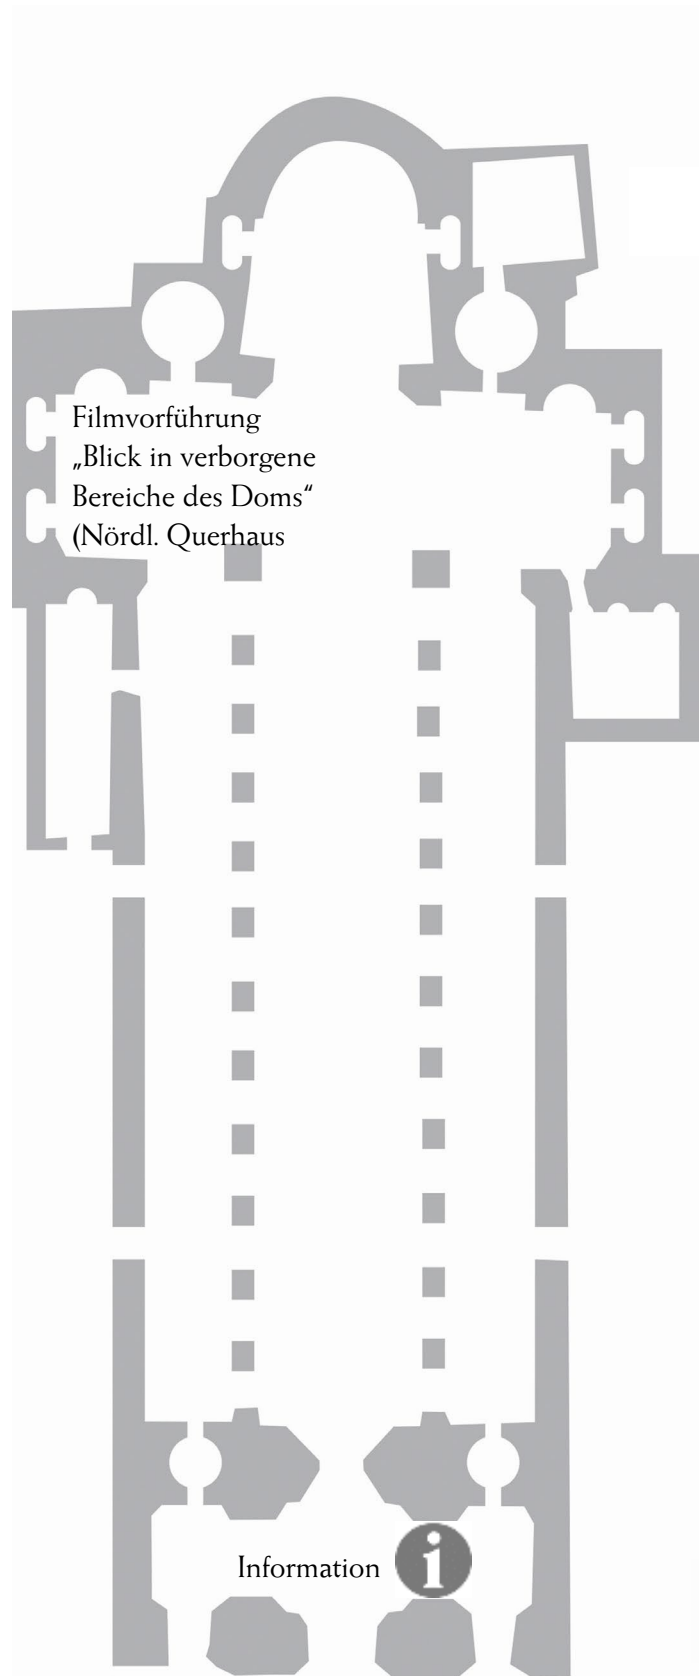 Filmvorführung
„Blick in verborgene
Bereiche des Doms“
(Nördl. Querhaus
Information i